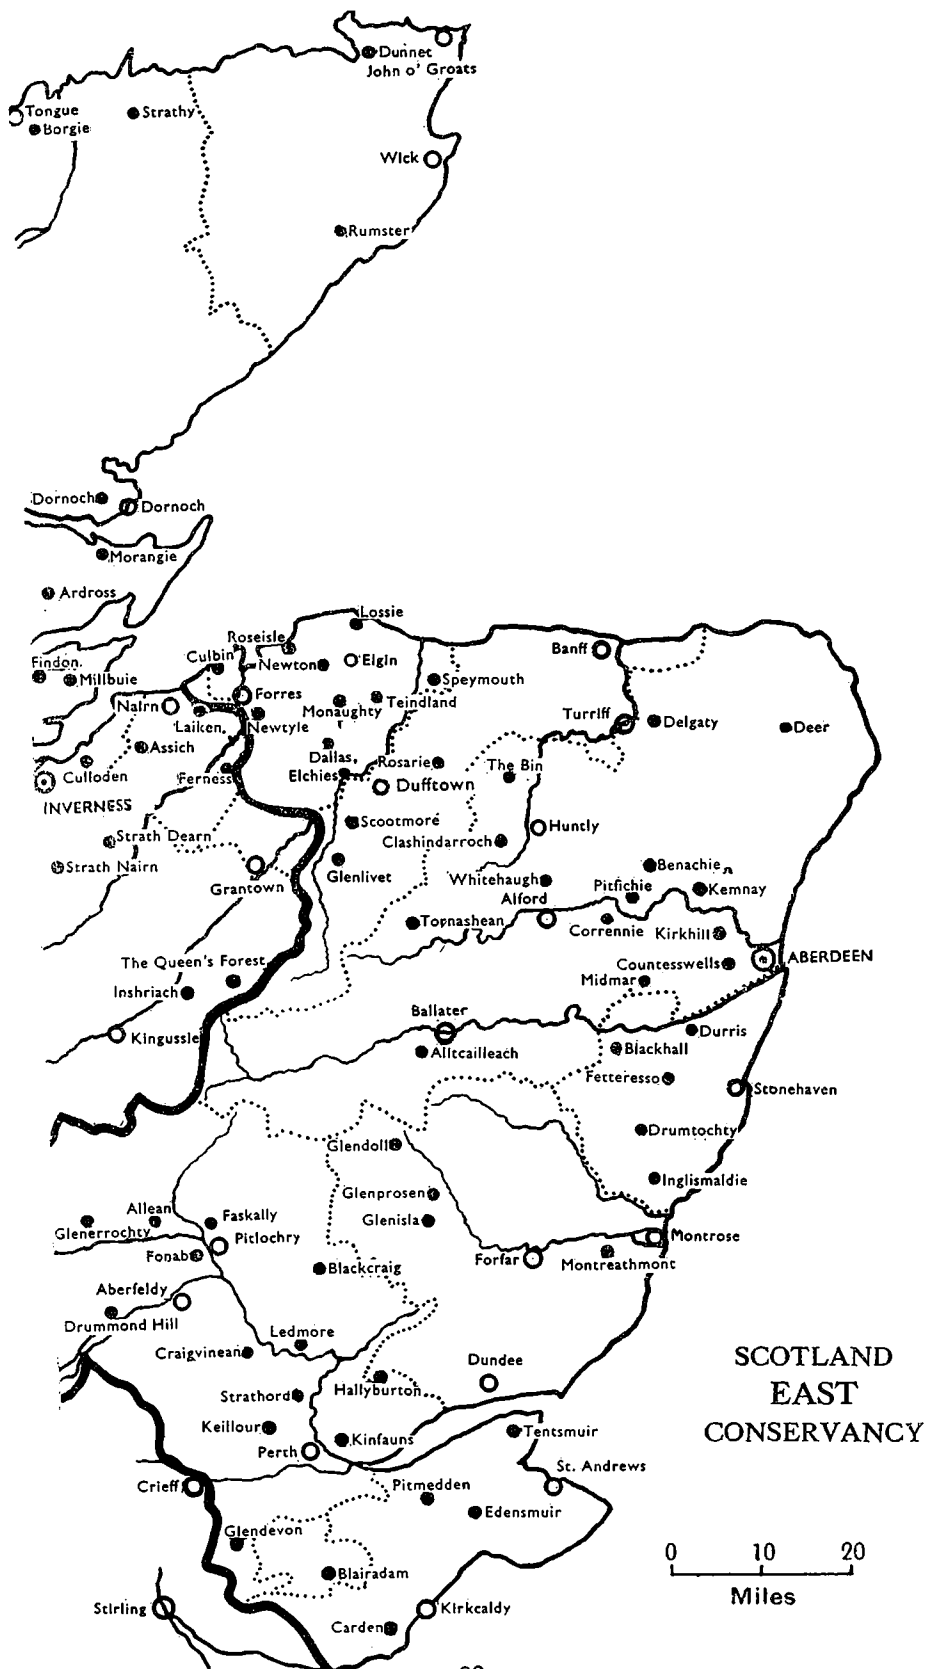 Dunnet
John o' Groats
Tongue
Strathy
Borgie
Wick
Rumster
Dornoch
Dornoch
Morangie
Ardross
Lossie
Roseisle
Findon
Culbin
Newton
Elgin
Banff
Millbuie
Speymouth
Nairn
Forres
Monaughty
Teindland
Laiken
Newtyle
Turriff
Delgaty
Deer
Assich
Dallas
Culloden
Ferness
Elchies
Rosarie
The Bin
Dufftown
INVERNESS
Scootmore
Huntly
Strath Dearn
Clashindarroch
Strath Nairn
Grantown
Glenlivet
Benachie
Whitehaugh
Pitfichie
Kemnay
Alford
Topnashean
Corrennie
Kirkhill
The Queen's Forest
Countesswells
ABERDEEN
Inshriach
Midmar
Ballater
Kingussie
Durris
Alltcailleach
Blackhall
Fetteresso
Stonehaven
Drumtochty
Glendoll
Inglismaldie
Glenprosen
Allean
Faskally
Glenisla
Glenerrochty
Pitlochry
Montrose
Fonab
Forfar
Montreathmont
Blackcraig
Aberfeldy
Drummond Hill
Ledmore
Craigvinean
Dundee
SCOTLAND
EAST
CONSERVANCY
Strathord
Hallyburton
Keillour
Kinfauns
Tentsmuir
Perth
St. Andrews
Crieff
Pitmedden
Edensmuir
Glendevon
0 10 20
Miles
Blairadam
Stirling
Kirkcaldy
Carden